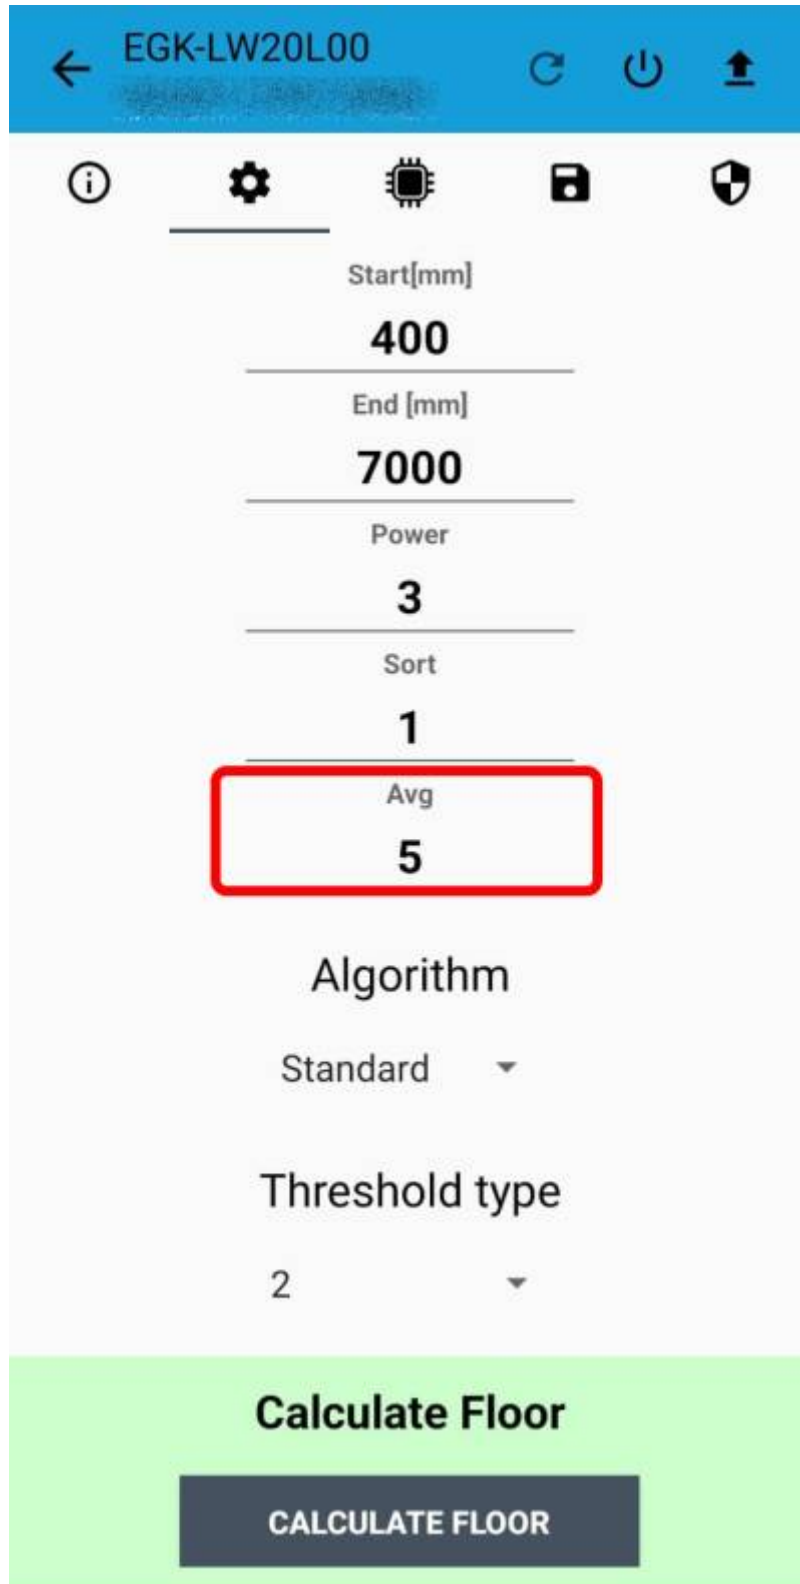 EGK-LW20L00
Start[mm]
400
End [mm]
7000
Power
3
Sort
1
Avg
5
Algorithm
Standard
Threshold type
2
Calculate Floor
CALCULATE FLOOR